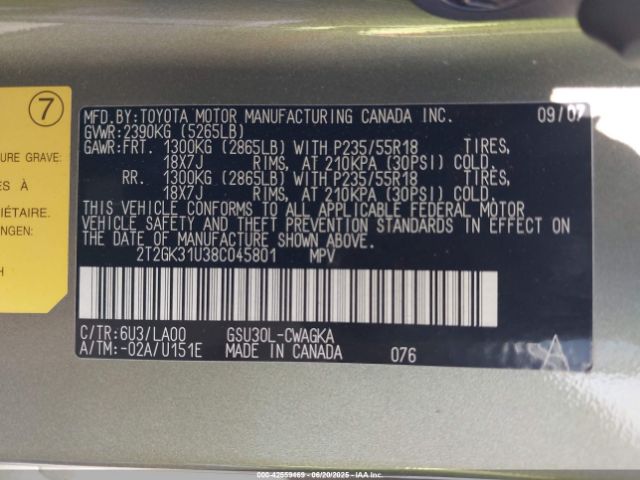 7
URE GRAVE:
ES À
IÉTAIRE.
NGEN:
H
MFD.BY:TOYOTA MOTOR MANUFACTURING CANADA INC. 09/07
GVWR:2390KG (5265LB)
GAWR:FRT. 1300KG (2865LB) WITH P235/55R18 TIRES,
18X7J RIMS, AT 210KPA (30PSI) COLD.
RR. 1300KG (2865LB) WITH P235/55R18 TIRES,
18X7J RIMS, AT 210KPA (30PSI) COLD.
THIS VEHICLE CONFORMS TO ALL APPLICABLE FEDERAL MOTOR
VEHICLE SAFETY AND THEFT PREVENTION STANDARDS IN EFFECT ON
THE DATE OF MANUFACTURE SHOWN ABOVE.
2T2GK31U38C045801 MPV
C/TR:6U3/LA00 GSU30L-CWAGKA
A/TM:-02A/U151E MADE IN CANADA 076
A
000-42559469 - 06/20/2025 - IAA Inc.